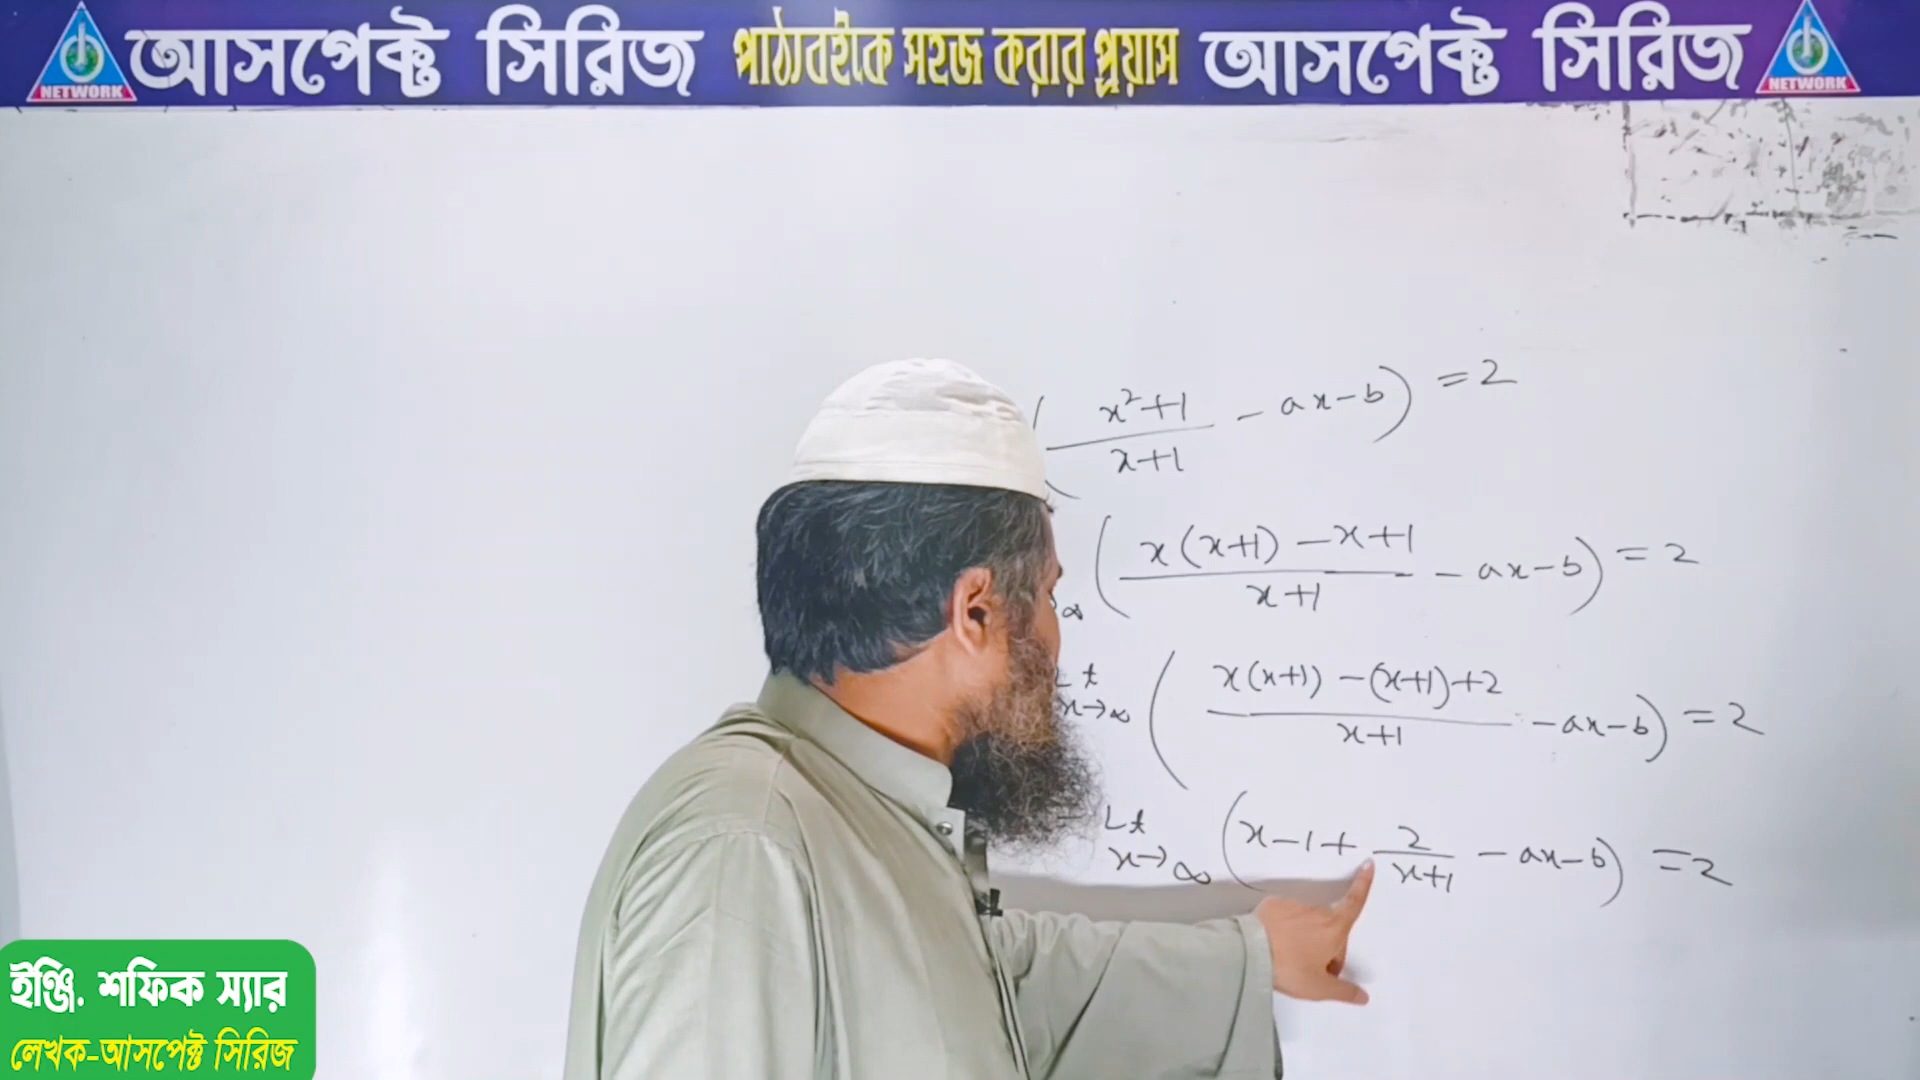 আসপেক্ট সিরিজ পাঠ্যবইকে সহজ করার প্রয়াস আসপেক্ট সিরিজ
NETWORK NETWORK
( x²+1 / x+1 - ax-b) =2
∞ ( x(x+1) -x+1 / x+1 - ax-b) =2
Lt x→∞ ( x(x+1) -(x+1)+2 / x+1 -ax-b) =2
Lt x→∞ (x-1+ 2 / x+1 - ax-b) =2
ইঞ্জি. শফিক স্যার
লেখক-আসপেক্ট সিরিজ